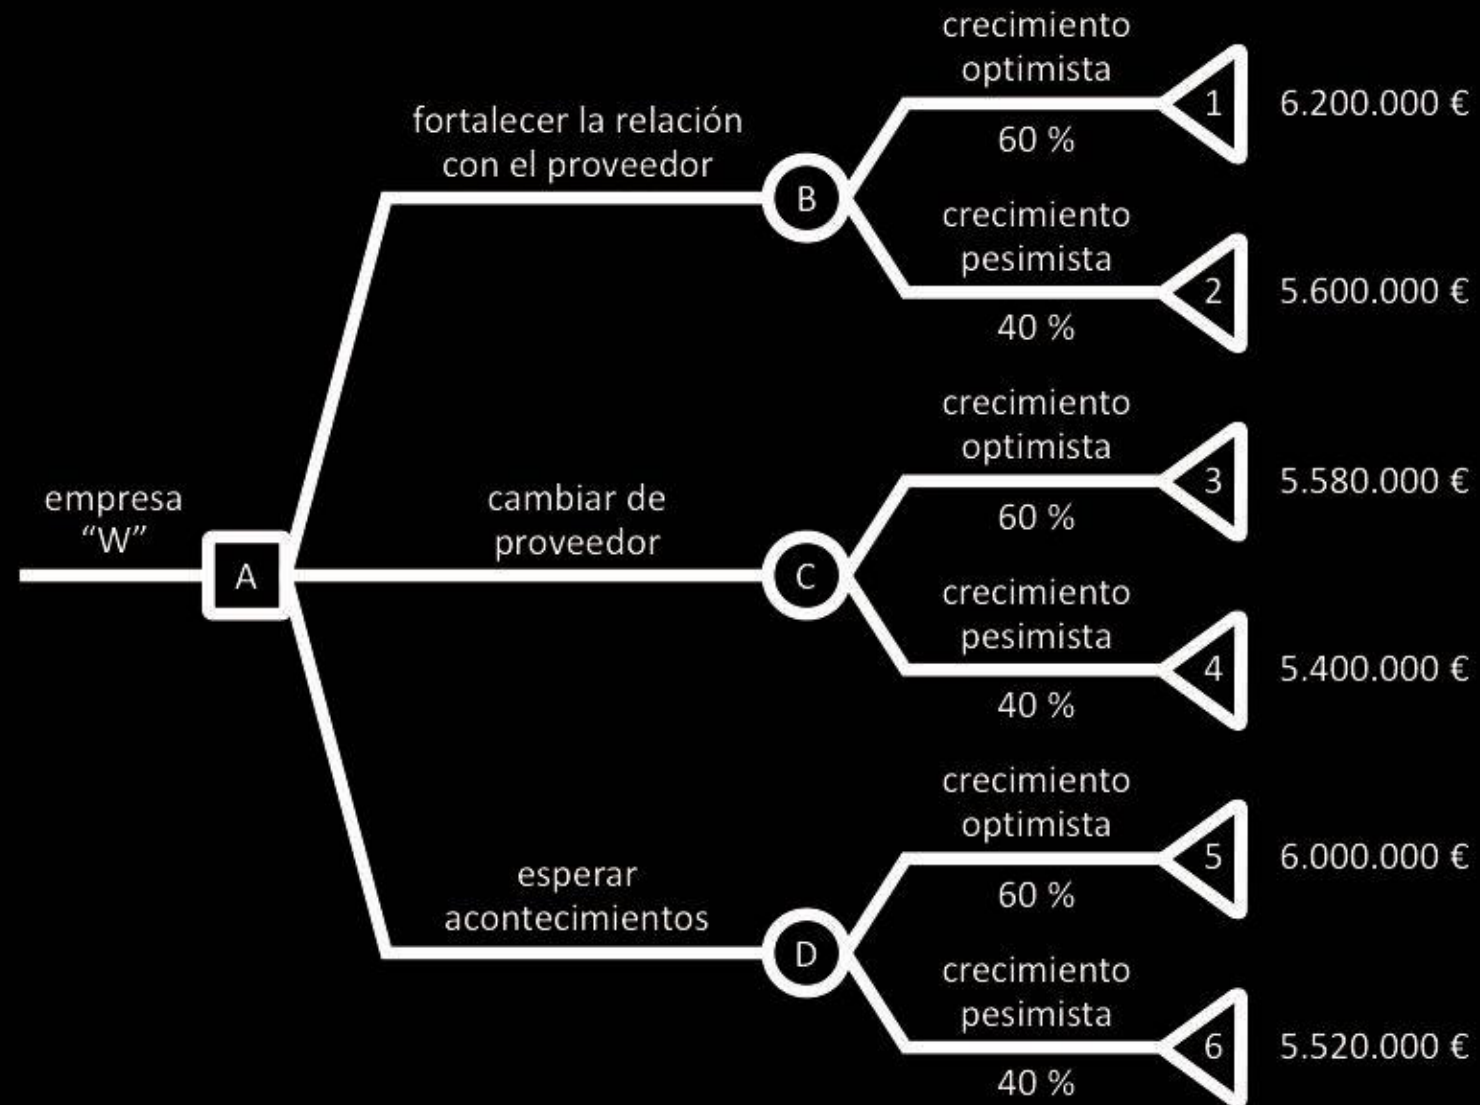 empresa
“W”
A
fortalecer la relación
con el proveedor
B
crecimiento
optimista
60 %
1
6.200.000 €
crecimiento
pesimista
40 %
2
5.600.000 €
cambiar de
proveedor
C
crecimiento
optimista
60 %
3
5.580.000 €
crecimiento
pesimista
40 %
4
5.400.000 €
esperar
acontecimientos
D
crecimiento
optimista
60 %
5
6.000.000 €
crecimiento
pesimista
40 %
6
5.520.000 €